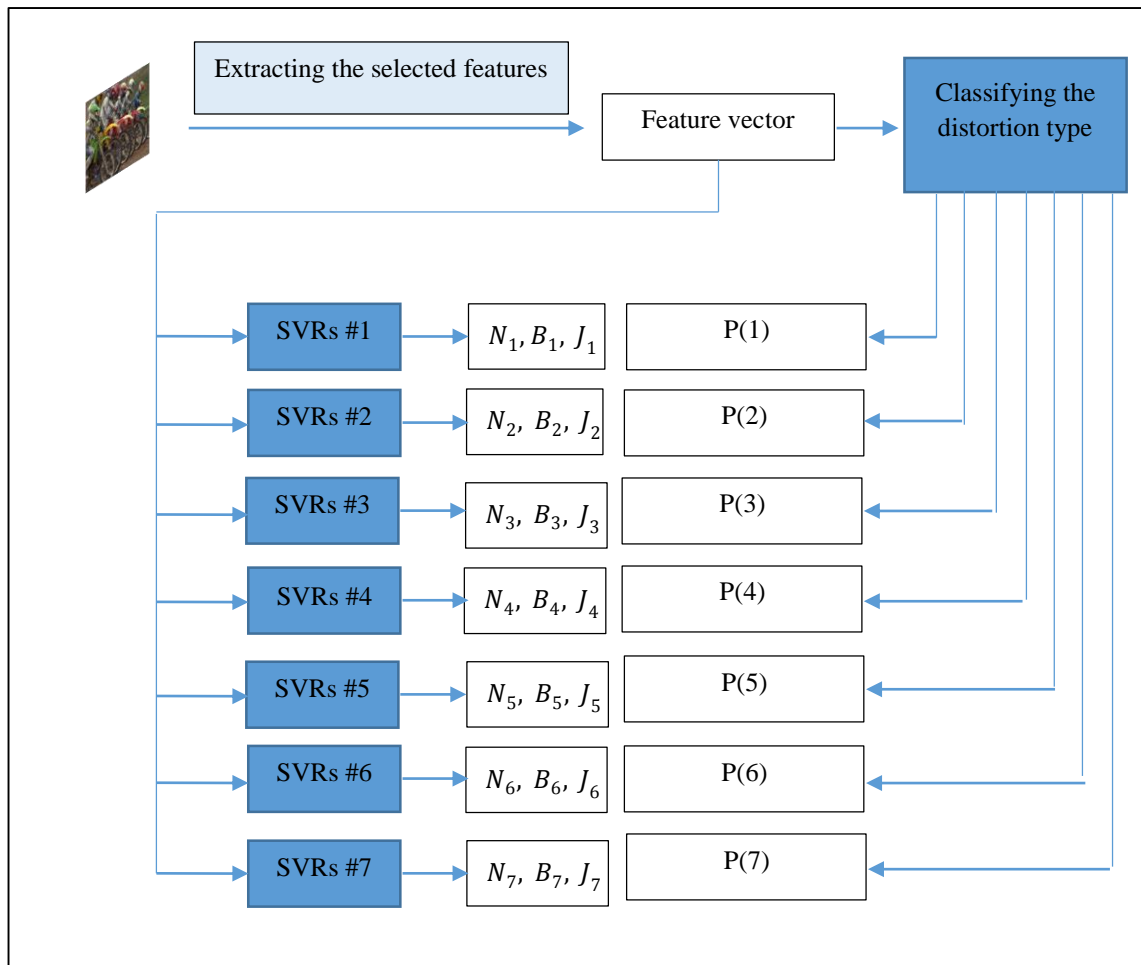 Extracting the selected features
Feature vector
Classifying the
distortion type
SVRs #1
N₁, B₁, J₁
P(1)
SVRs #2
N₂, B₂, J₂
P(2)
SVRs #3
N₃, B₃, J₃
P(3)
SVRs #4
N₄, B₄, J₄
P(4)
SVRs #5
N₅, B₅, J₅
P(5)
SVRs #6
N₆, B₆, J₆
P(6)
SVRs #7
N₇, B₇, J₇
P(7)